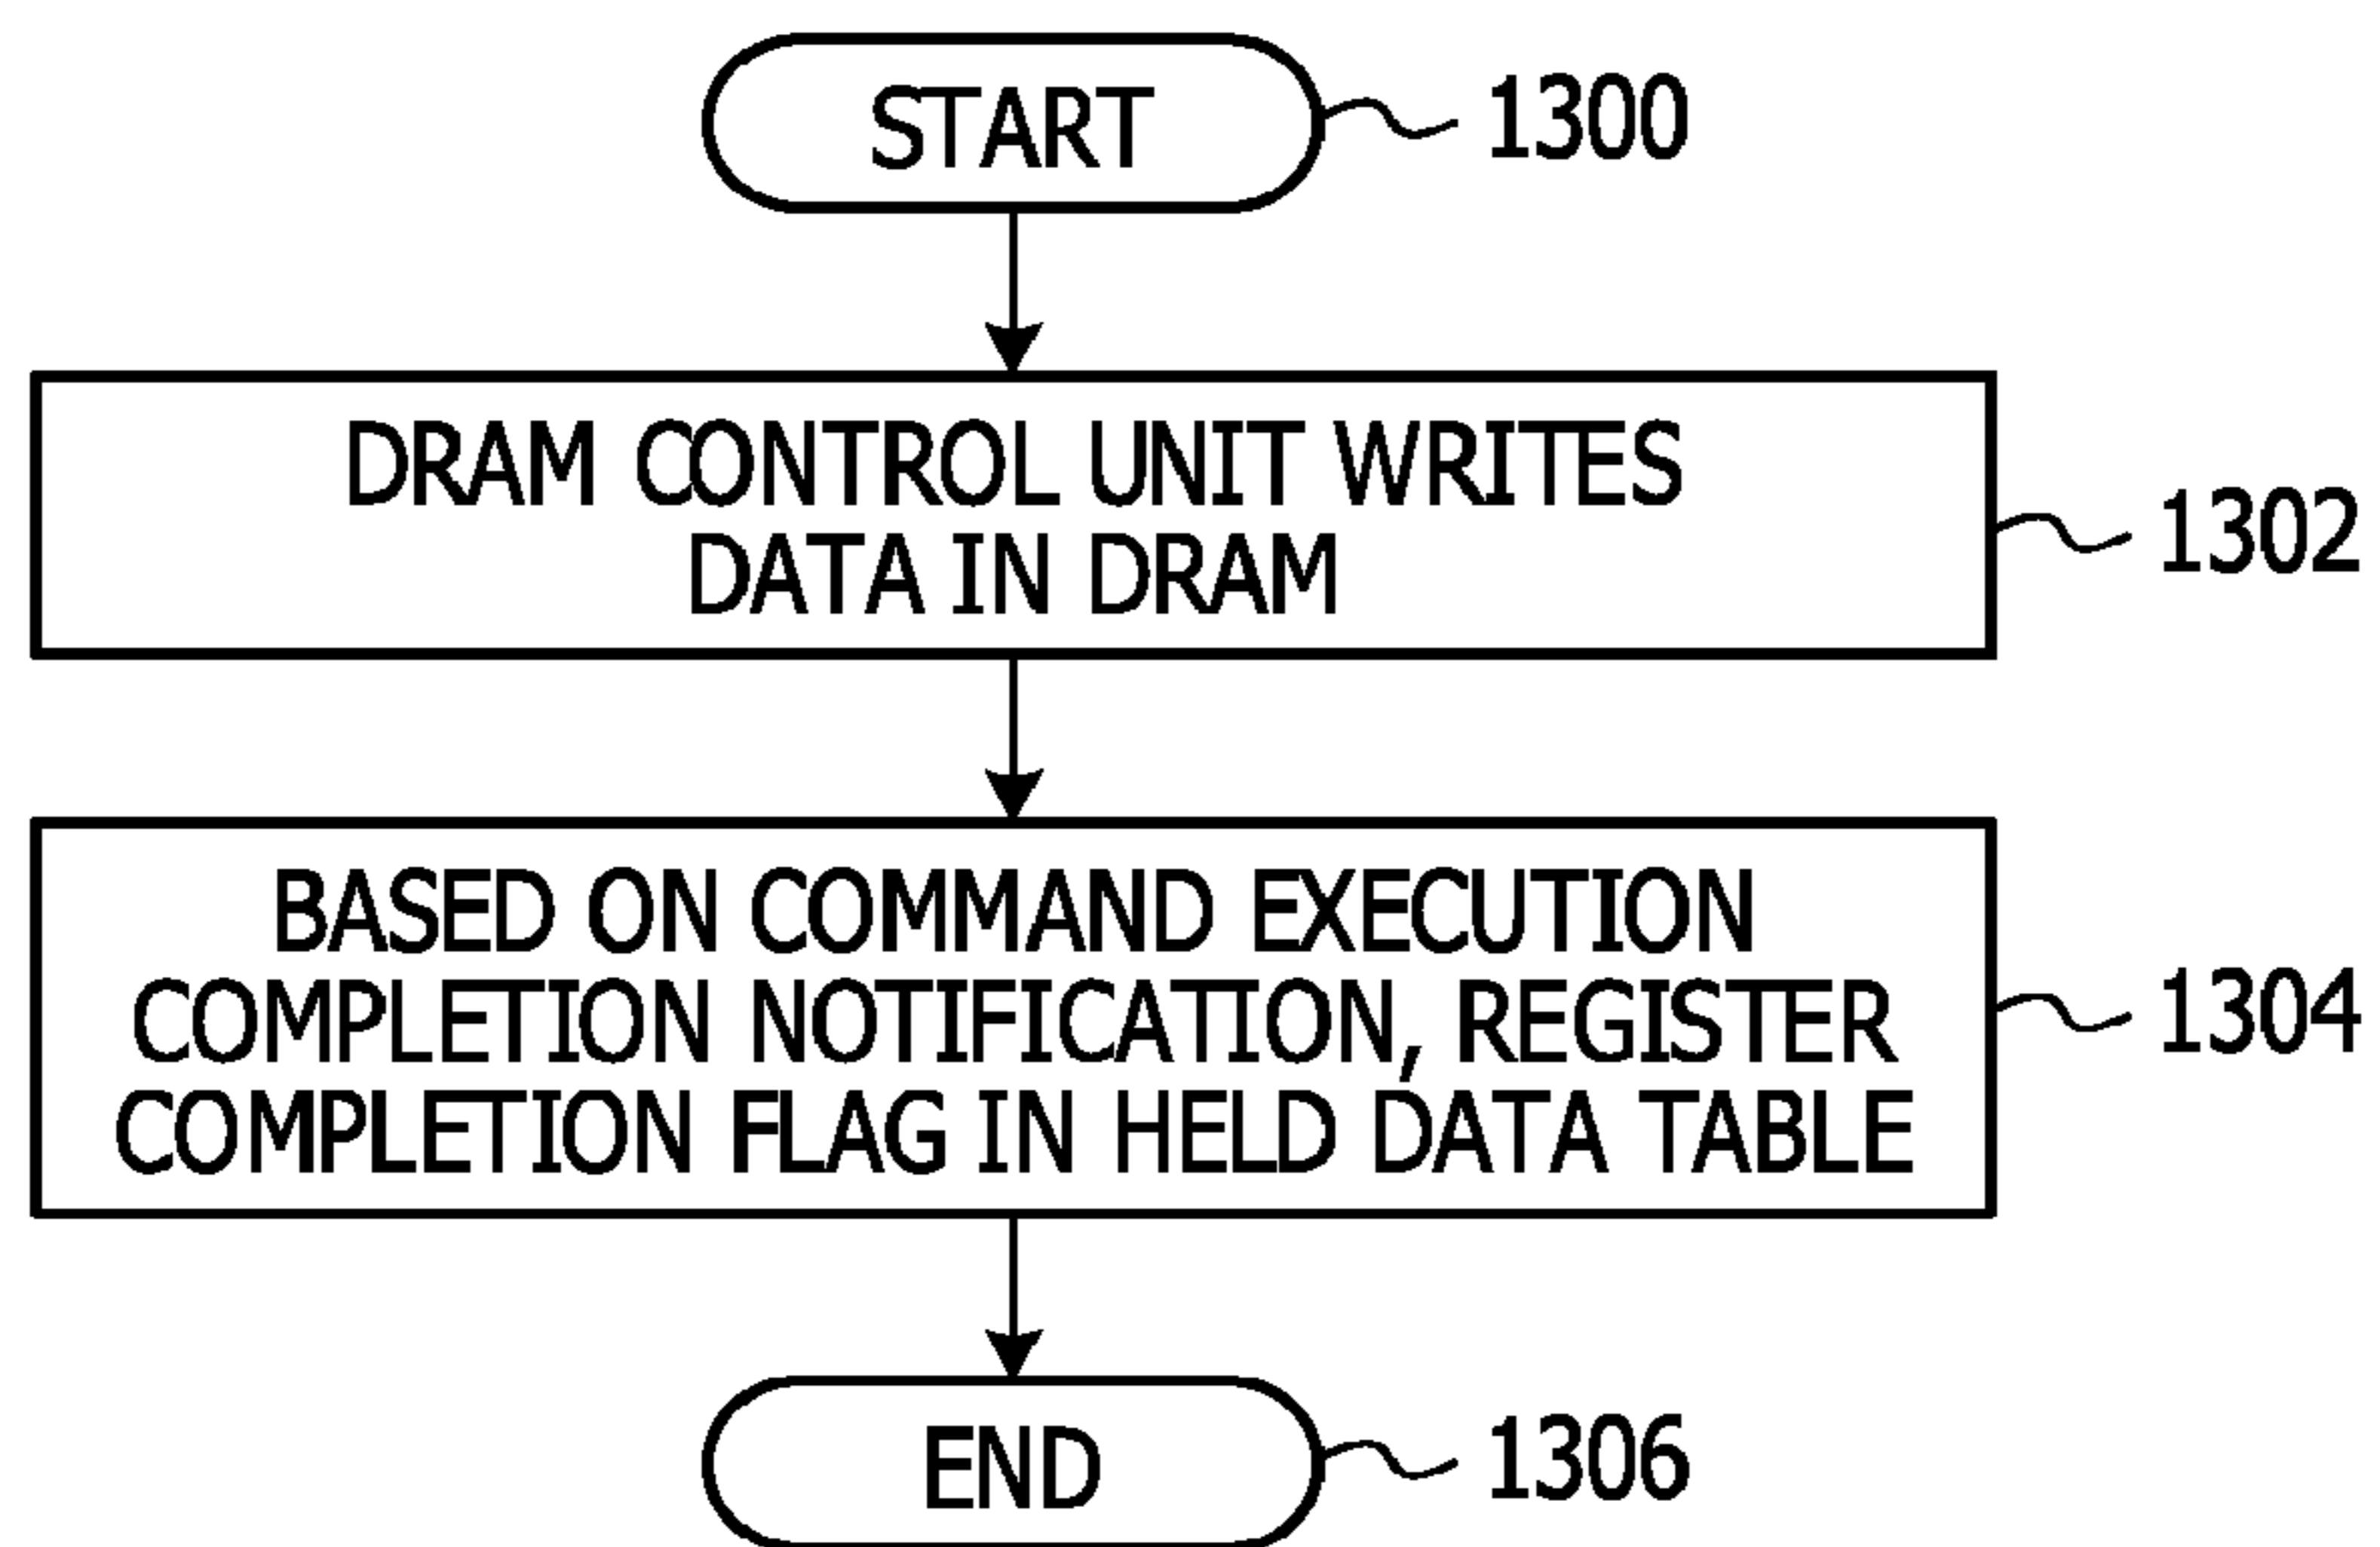 START
1300
DRAM CONTROL UNIT WRITES
DATA IN DRAM
1302
BASED ON COMMAND EXECUTION
COMPLETION NOTIFICATION, REGISTER
COMPLETION FLAG IN HELD DATA TABLE
1304
END
1306